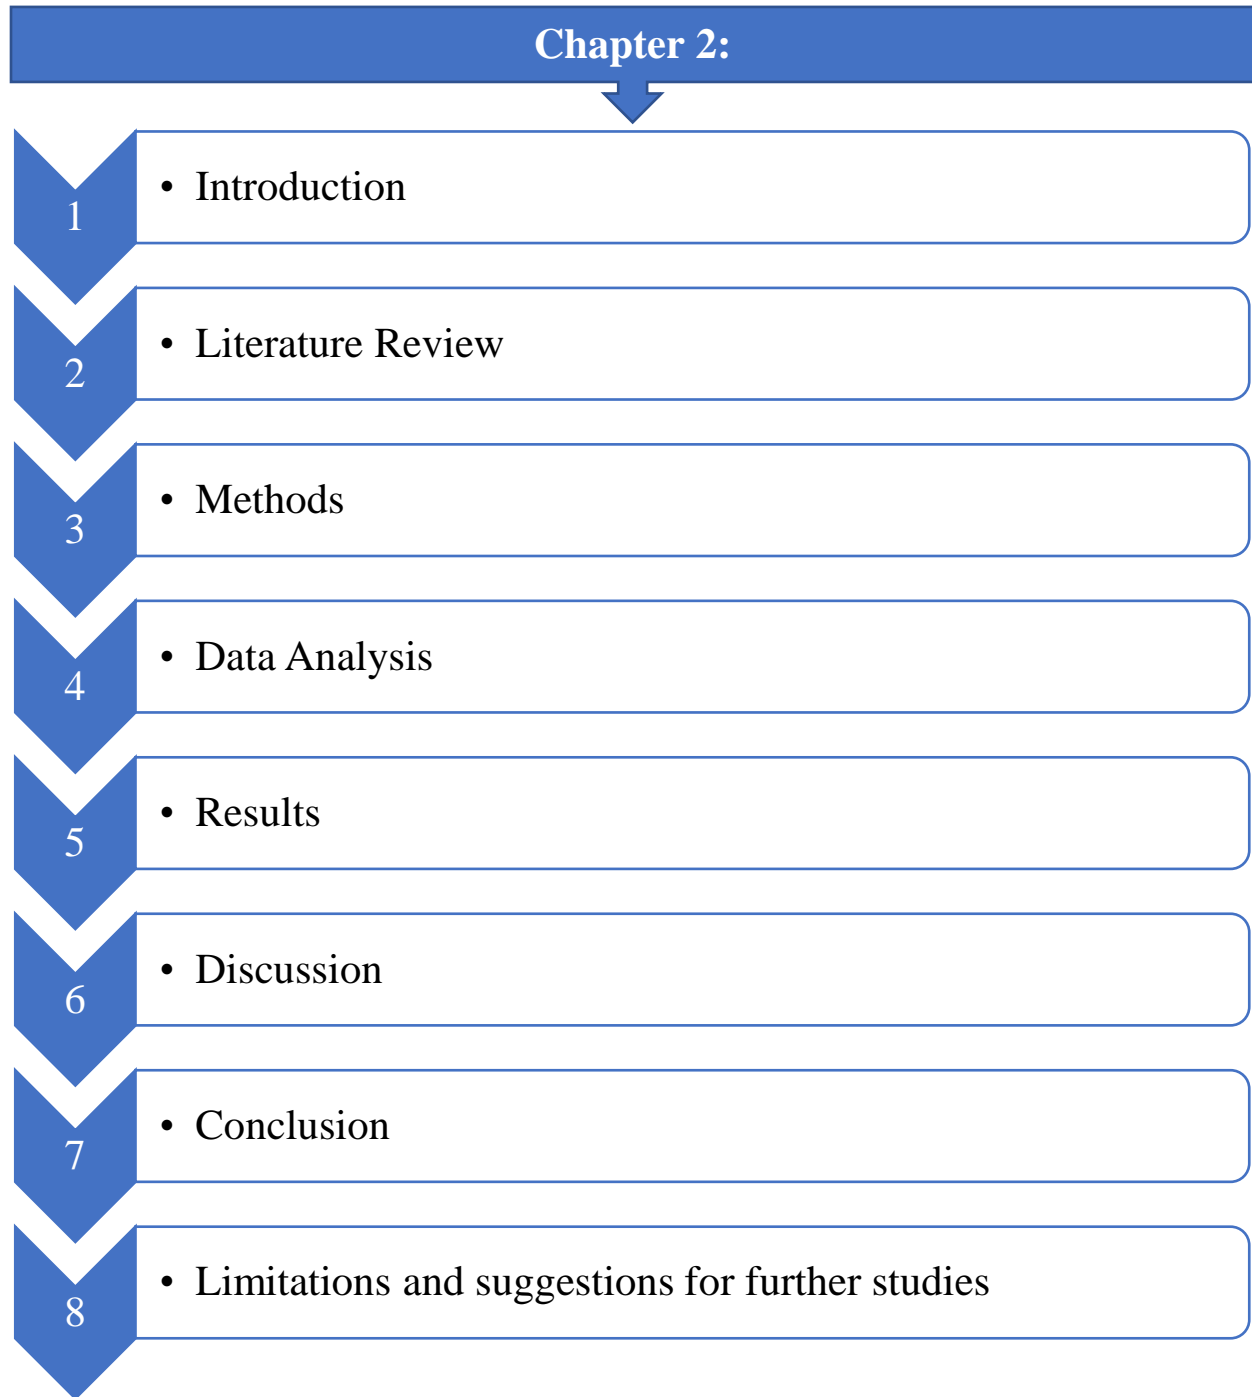 Chapter 2:
1
• Introduction
2
• Literature Review
3
• Methods
4
• Data Analysis
5
• Results
6
• Discussion
7
• Conclusion
8
• Limitations and suggestions for further studies